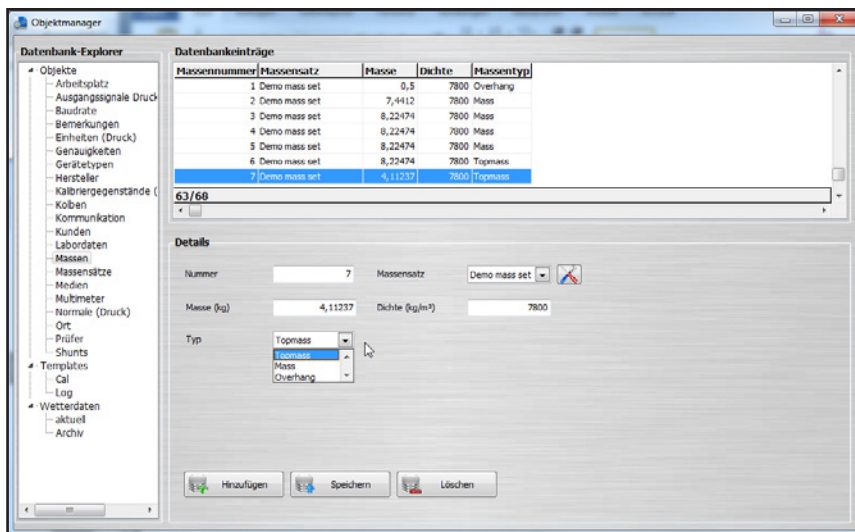 Objektmanager
Datenbank-Explorer
Objekte
Arbeitsplatz
Ausgangssignale Druck
Baudrate
Bemerkungen
Einheiten (Druck)
Genauigkeiten
Gerätetypen
Hersteller
Kalibriergegenstände (
Kolben
Kommunikation
Kunden
Labordaten
Massen
Massensätze
Medien
Multimeter
Normale (Druck)
Ort
Prüfer
Shunts
Templates
Cal
Log
Wetterdaten
aktuell
Archiv
Datenbankeinträge
Massennummer Massensatz Masse Dichte Massentyp
1 Demo mass set 0,5 7800 Overhang
2 Demo mass set 7,4412 7800 Mass
3 Demo mass set 8,22474 7800 Mass
4 Demo mass set 8,22474 7800 Mass
5 Demo mass set 8,22474 7800 Mass
6 Demo mass set 8,22474 7800 Topmass
7 Demo mass set 4,11237 7800 Topmass
63/68
Details
Nummer 7 Massensatz Demo mass set
Masse (kg) 4,11237 Dichte (kg/m³) 7800
Typ Topmass
Topmass
Mass
Overhang
Hinzufügen Speichern Löschen